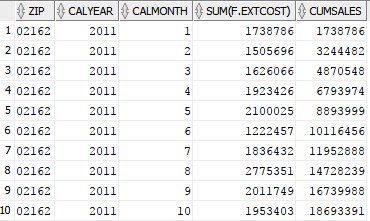 ZIP CALYEAR CALMONTH SUM(F.EXTCOST) CUMSALES
1 02162 2011 1 1738786 1738786
2 02162 2011 2 1505696 3244482
3 02162 2011 3 1626066 4870548
4 02162 2011 4 1923426 6793974
5 02162 2011 5 2100025 8893999
6 02162 2011 6 1222457 10116456
7 02162 2011 7 1836432 11952888
8 02162 2011 8 2775351 14728239
9 02162 2011 9 2011749 16739988
10 02162 2011 10 1953403 18693391